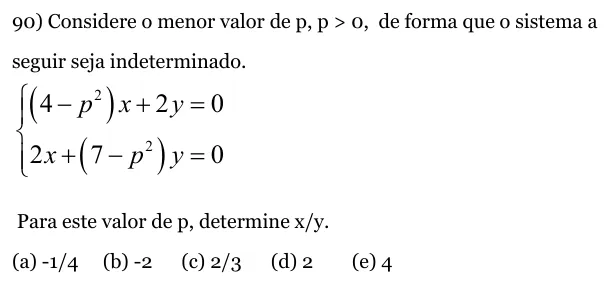 90) Considere o menor valor de p, p > 0, de forma que o sistema a
seguir seja indeterminado.
(4 − p²)x + 2y = 0
2x + (7 − p²)y = 0
Para este valor de p, determine x/y.
(a) -1/4 (b) -2 (c) 2/3 (d) 2 (e) 4